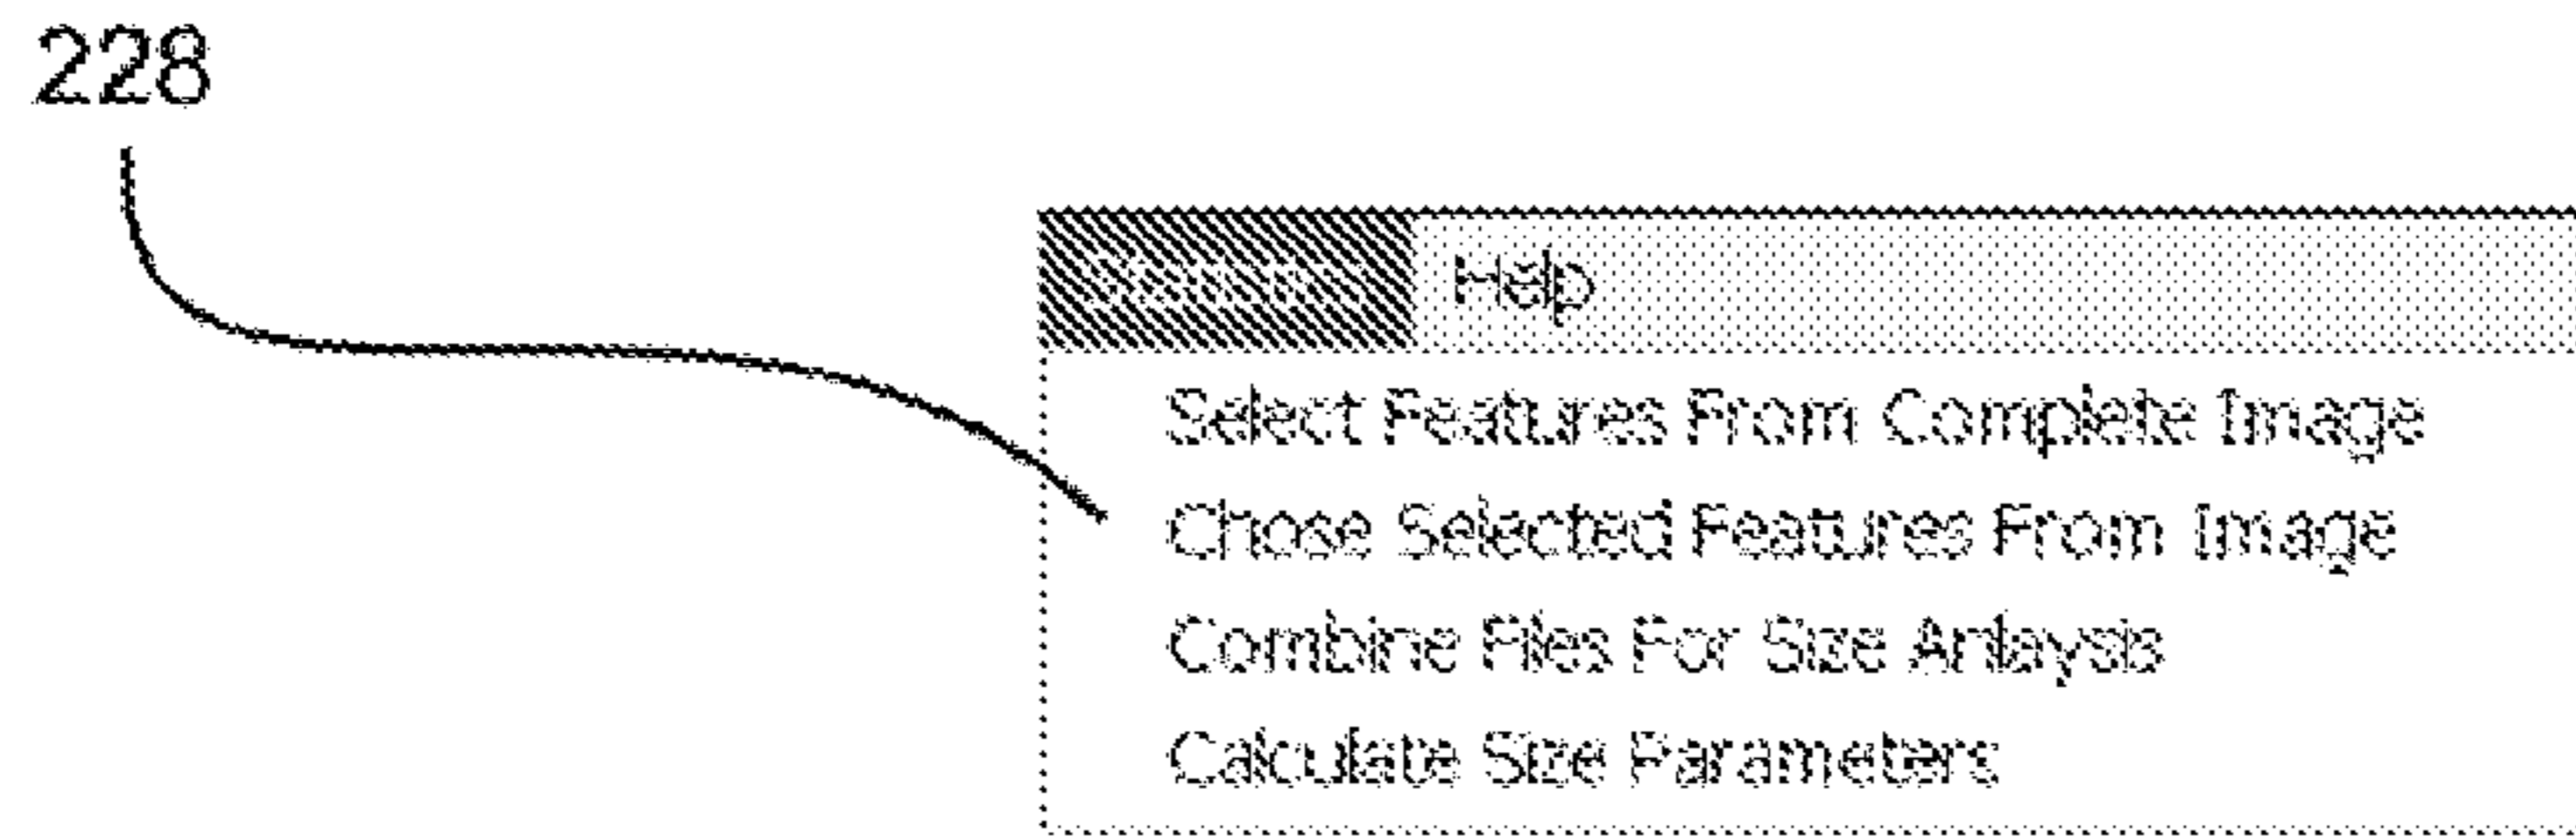 228
Help
Select Features From Complete Image
Chose Selected Features From Image
Combine Files For Size Anlaysis
Calculate Size Parameters